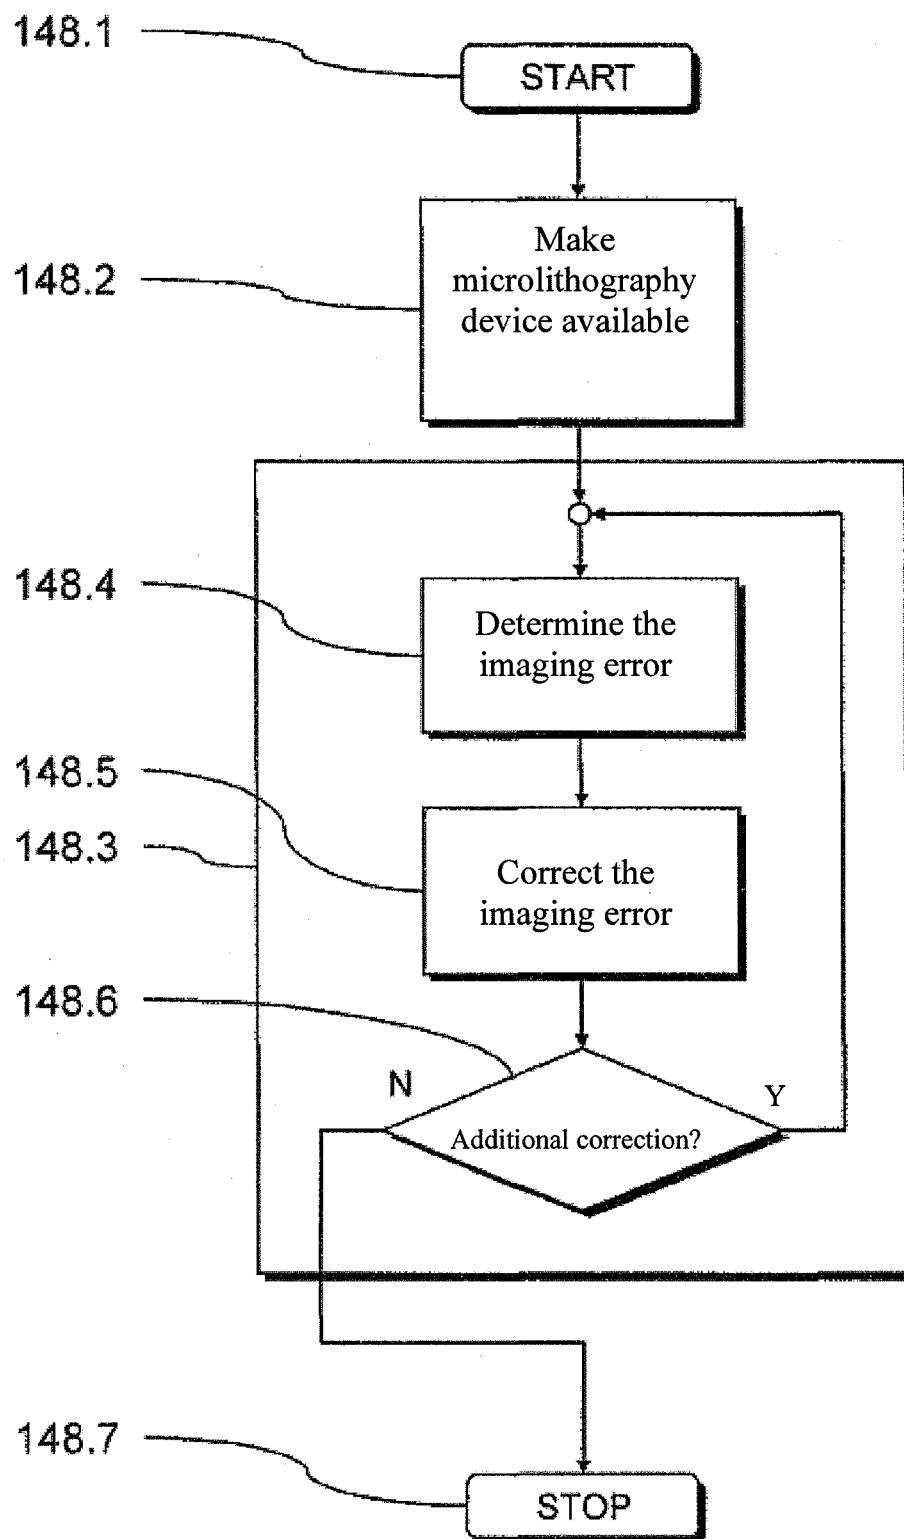 148.1
START
148.2
Make
microlithography
device available
148.4
Determine the
imaging error
148.5
148.3
Correct the
imaging error
148.6
N
Y
Additional correction?
148.7
STOP